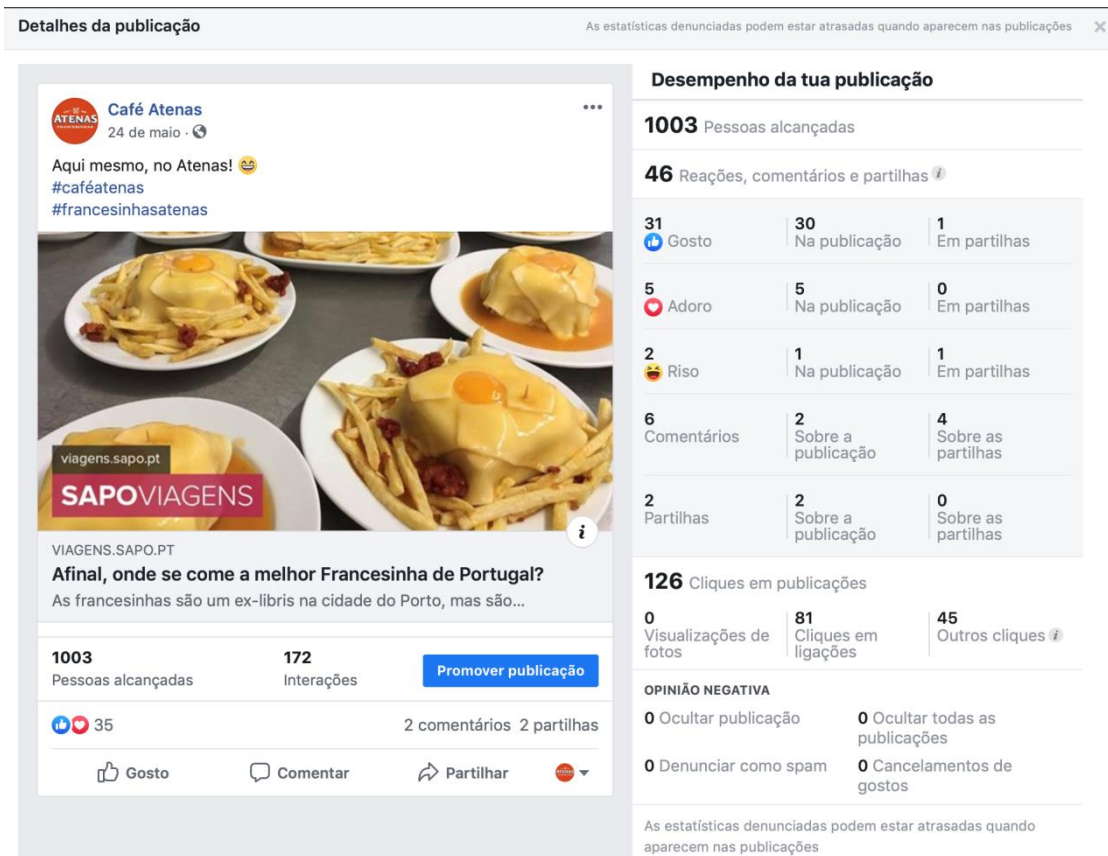 Detalhes da publicação
As estatísticas denunciadas podem estar atrasadas quando aparecem nas publicações
ATENAS
Café Atenas
24 de maio ·
Aqui mesmo, no Atenas! 😄
#caféatenas
#francesinhasatenas
viagens.sapo.pt
SAPOVIAGENS
VIAGENS.SAPO.PT
Afinal, onde se come a melhor Francesinha de Portugal?
As francesinhas são um ex-libris na cidade do Porto, mas são...
1003 172
Pessoas alcançadas Interações
Promover publicação
35 2 comentários 2 partilhas
Gosto Comentar Partilhar
Desempenho da tua publicação
1003 Pessoas alcançadas
46 Reações, comentários e partilhas
31 30 1
Gosto Na publicação Em partilhas
5 5 0
Adoro Na publicação Em partilhas
2 1 1
Riso Na publicação Em partilhas
6 2 4
Comentários Sobre a Sobre as
publicação partilhas
2 2 0
Partilhas Sobre a Sobre as
publicação partilhas
126 Cliques em publicações
0 81 45
Visualizações de Cliques em Outros cliques
fotos ligações
OPINIÃO NEGATIVA
0 Ocultar publicação 0 Ocultar todas as
publicações
0 Denunciar como spam 0 Cancelamentos de
gostos
As estatísticas denunciadas podem estar atrasadas quando
aparecem nas publicações